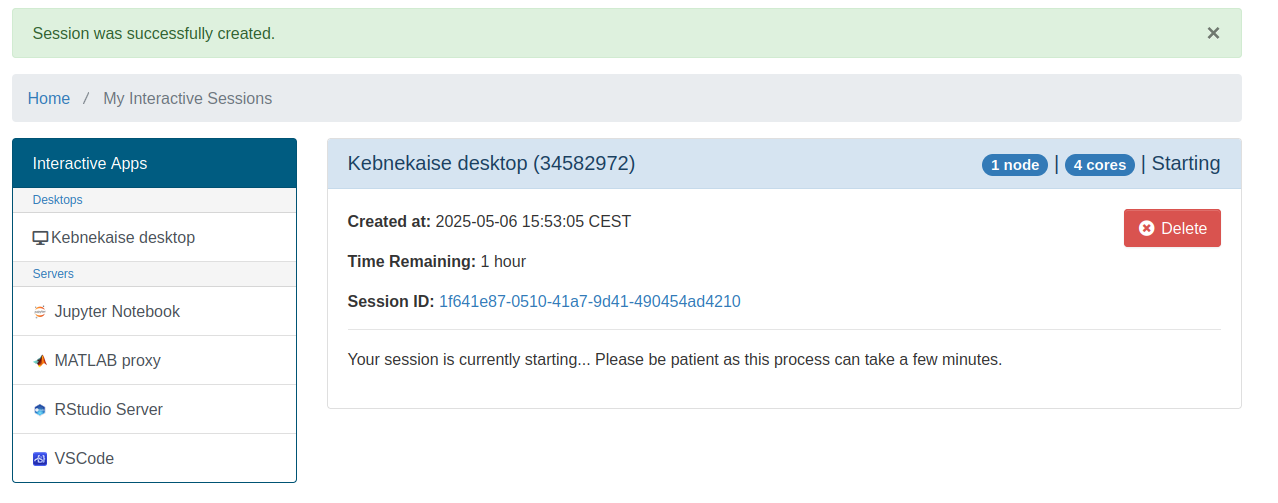 Session was successfully created. ×
Home / My Interactive Sessions
Interactive Apps
Desktops
Kebnekaise desktop
Servers
Jupyter Notebook
MATLAB proxy
RStudio Server
VSCode
Kebnekaise desktop (34582972) 1 node | 4 cores | Starting
Created at: 2025-05-06 15:53:05 CEST
Delete
Time Remaining: 1 hour
Session ID: 1f641e87-0510-41a7-9d41-490454ad4210
Your session is currently starting... Please be patient as this process can take a few minutes.